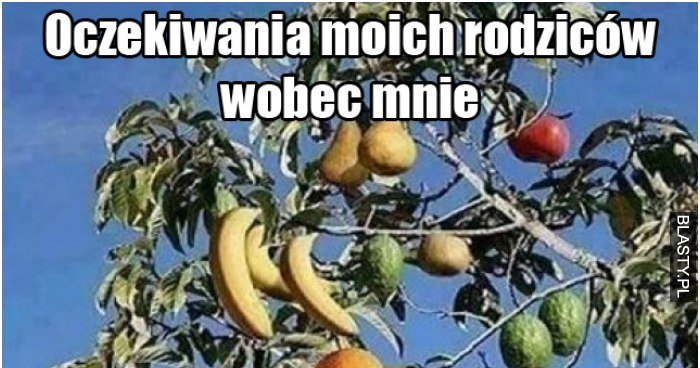 Oczekiwania moich rodziców
wobec mnie
BLASTY.PL